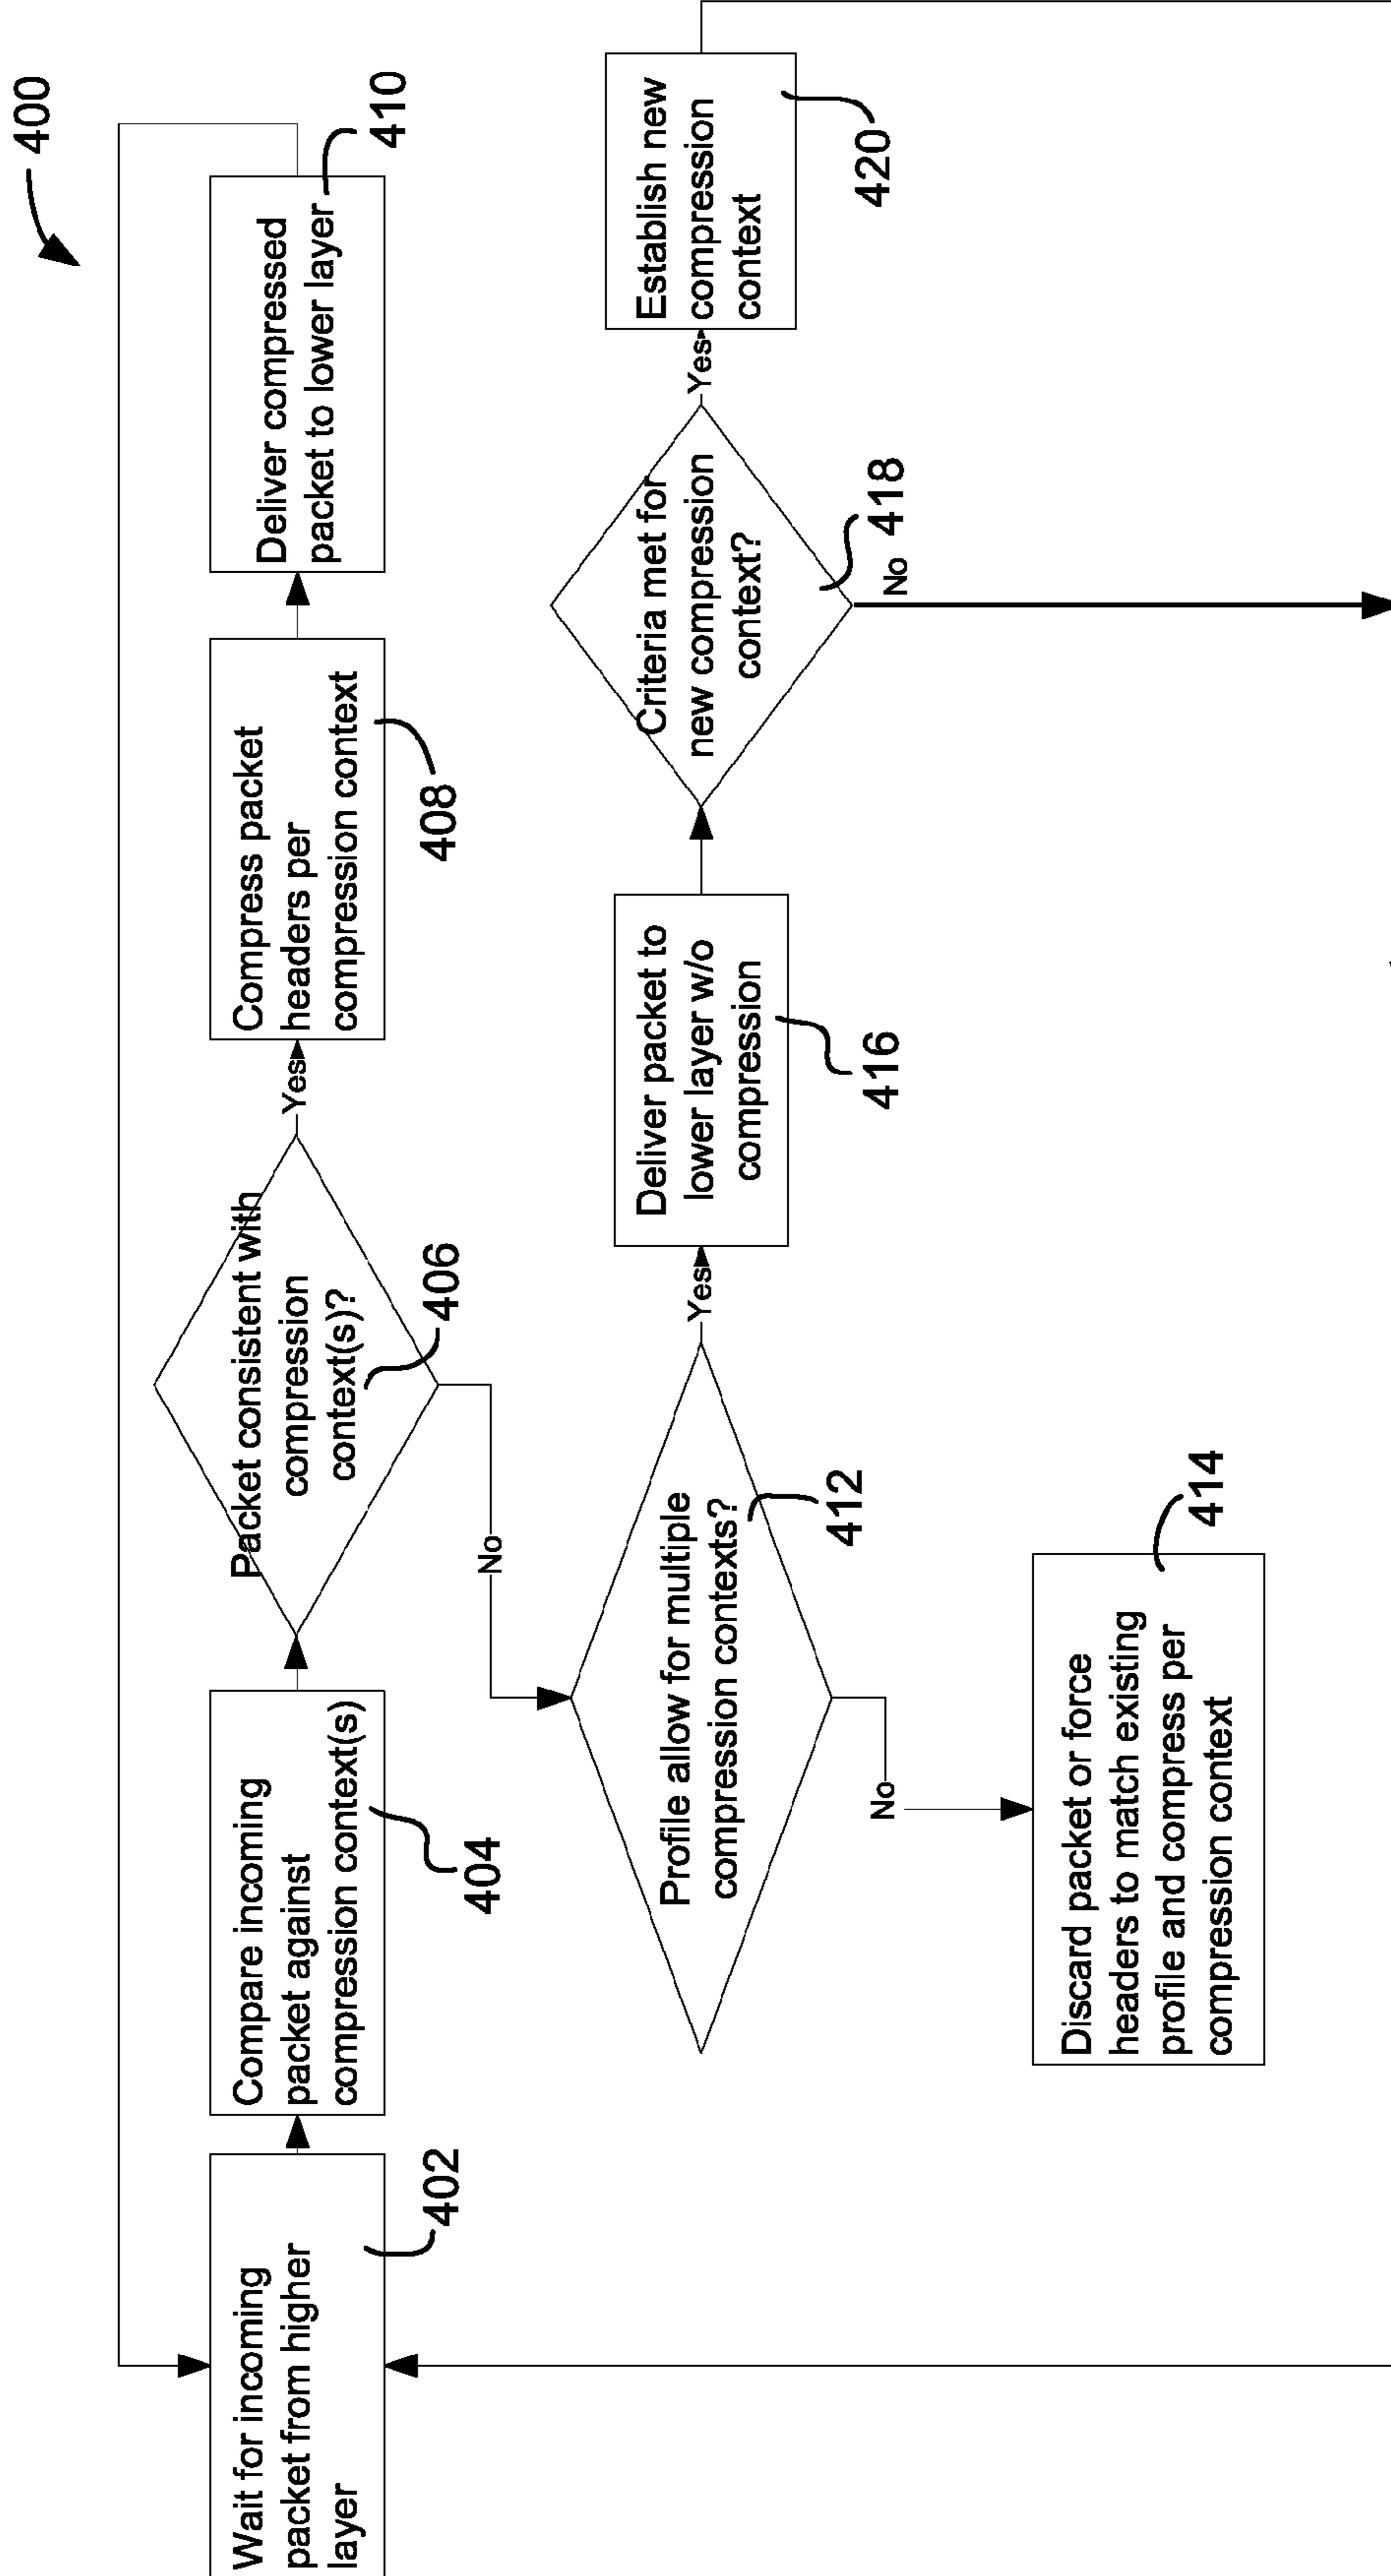 400
Wait for incoming
packet from higher
layer
402
Compare incoming
packet against
compression context(s)
404
Packet consistent with
compression
context(s)?
406
Yes
Compress packet
headers per
compression context
408
Deliver compressed
packet to lower layer
410
No
Profile allow for multiple
compression contexts?
412
Yes
Deliver packet to
lower layer w/o
compression
416
Criteria met for
new compression
context?
418
Yes
Establish new
compression
context
420
No
No
Discard packet or force
headers to match existing
profile and compress per
compression context
414